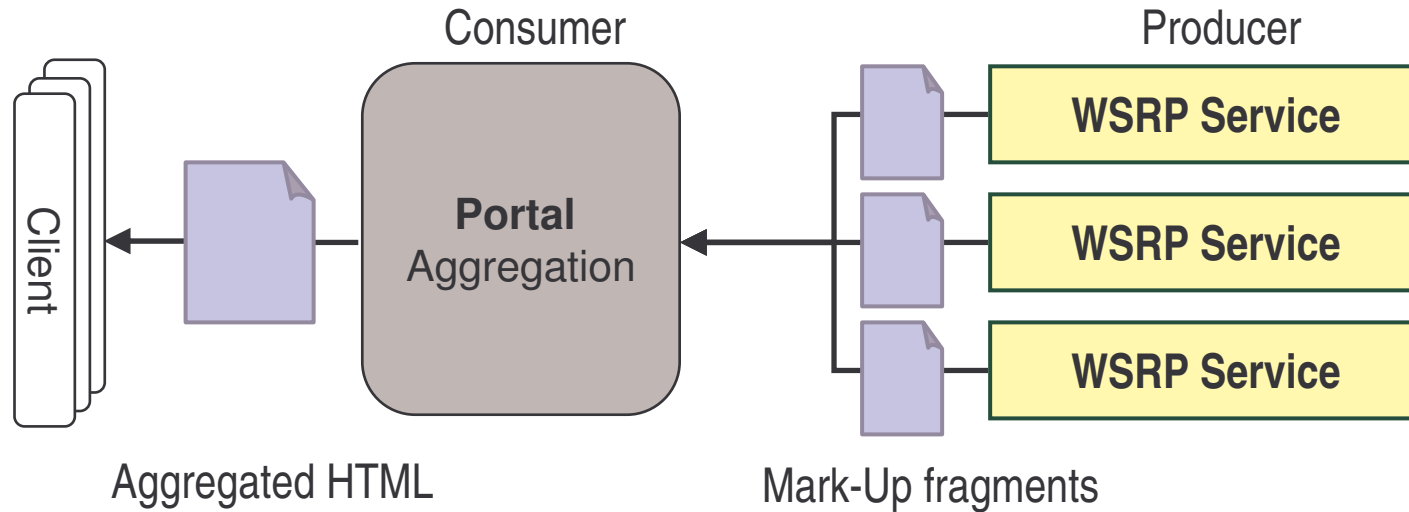 Consumer
Producer
Client
Portal
Aggregation
WSRP Service
WSRP Service
WSRP Service
Aggregated HTML
Mark-Up fragments